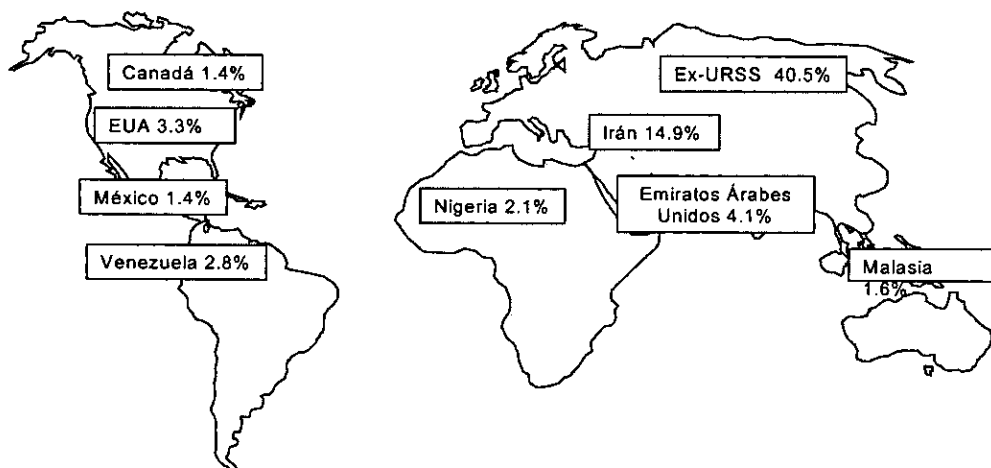 Canadá 1.4%
EUA 3.3%
México 1.4%
Venezuela 2.8%
Ex-URSS 40.5%
Irán 14.9%
Nigeria 2.1%
Emiratos Árabes
Unidos 4.1%
Malasia
1.6%